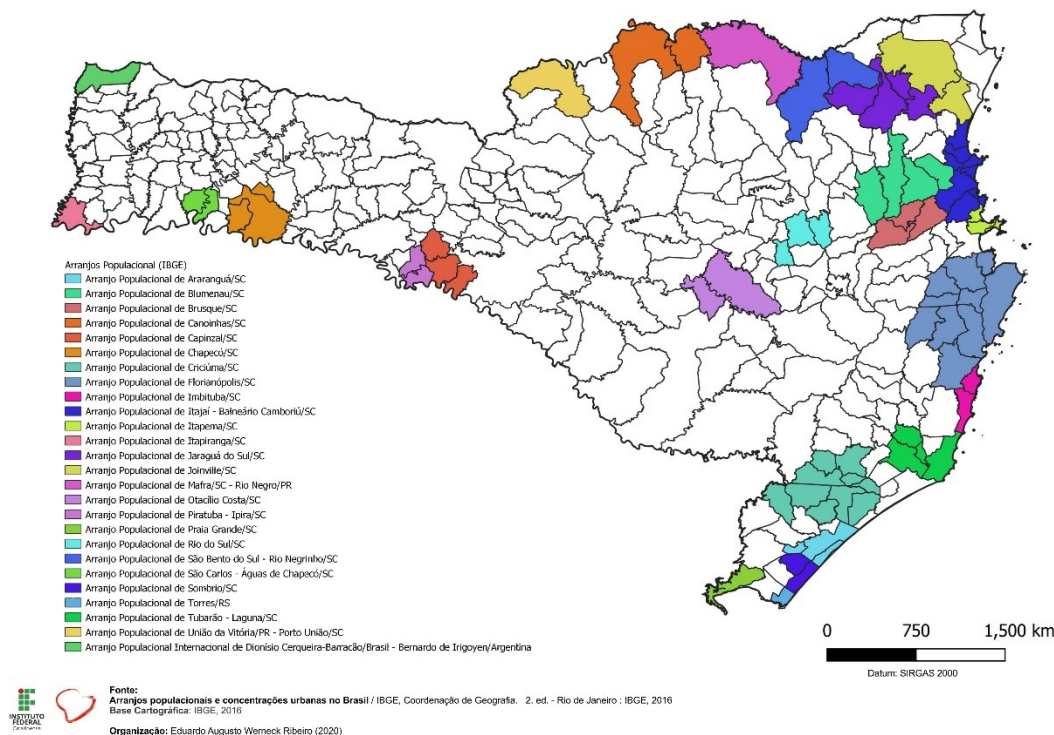 Arranjos Populacional (IBGE)
Arranjo Populacional de Araranguá/SC
Arranjo Populacional de Blumenau/SC
Arranjo Populacional de Brusque/SC
Arranjo Populacional de Canoinhas/SC
Arranjo Populacional de Capinzal/SC
Arranjo Populacional de Chapecó/SC
Arranjo Populacional de Criciúma/SC
Arranjo Populacional de Florianópolis/SC
Arranjo Populacional de Imbituba/SC
Arranjo Populacional de Itajaí - Balneário Camboriú/SC
Arranjo Populacional de Itapema/SC
Arranjo Populacional de Itapiranga/SC
Arranjo Populacional de Jaraguá do Sul/SC
Arranjo Populacional de Joinville/SC
Arranjo Populacional de Mafra/SC - Rio Negro/PR
Arranjo Populacional de Otacílio Costa/SC
Arranjo Populacional de Piratuba - Ipira/SC
Arranjo Populacional de Praia Grande/SC
Arranjo Populacional de Rio do Sul/SC
Arranjo Populacional de São Bento do Sul - Rio Negrinho/SC
Arranjo Populacional de São Carlos - Águas de Chapecó/SC
Arranjo Populacional de Sombrio/SC
Arranjo Populacional de Torres/RS
Arranjo Populacional de Tubarão - Laguna/SC
Arranjo Populacional de União da Vitória/PR - Porto União/SC
Arranjo Populacional Internacional de Dionísio Cerqueira-Barracão/Brasil - Bernardo de Irigoyen/Argentina
0 750 1,500 km
Datum: SIRGAS 2000
INSTITUTO
FEDERAL
Catarinense
Fonte:
Arranjos populacionais e concentrações urbanas no Brasil / IBGE, Coordenação de Geografia. 2. ed. - Rio de Janeiro : IBGE, 2016
Base Cartográfica: IBGE, 2016
Organização: Eduardo Augusto Werneck Ribeiro (2020)